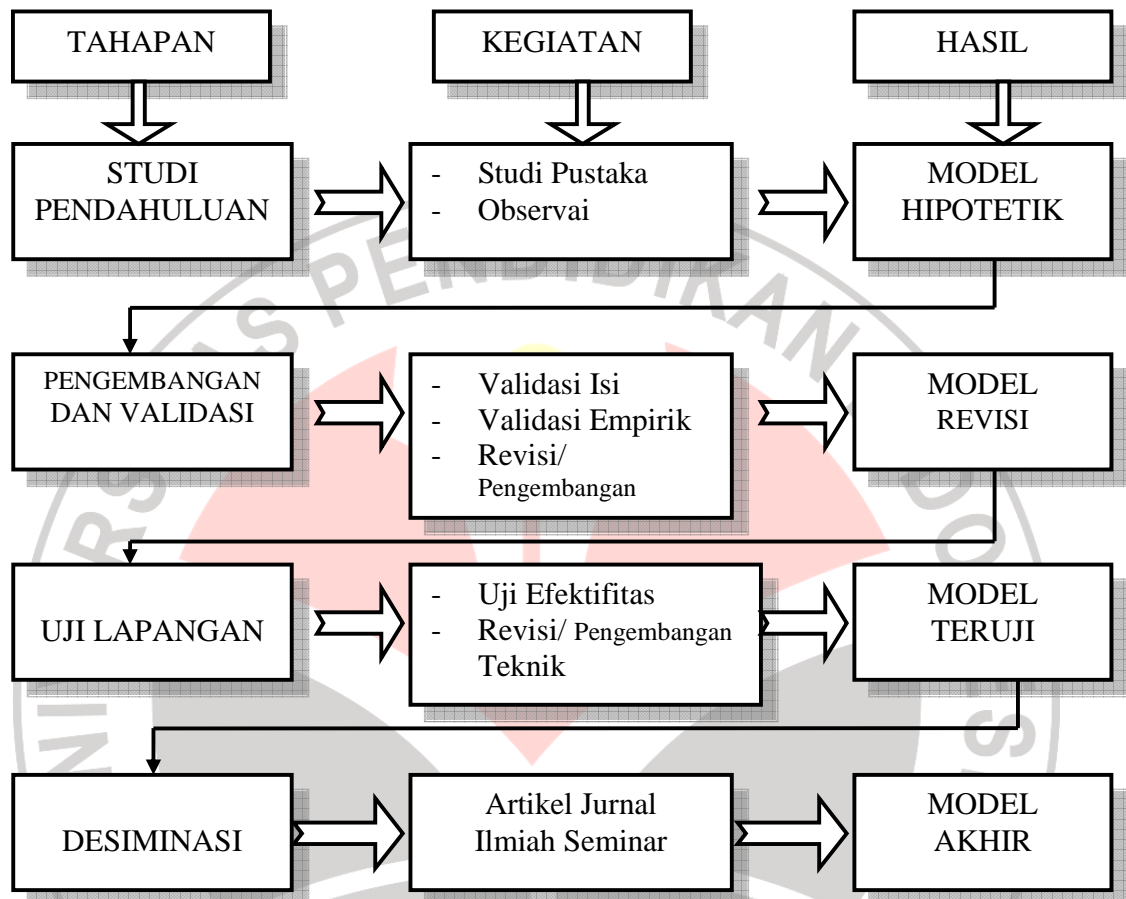 TAHAPAN
KEGIATAN
HASIL
STUDI
PENDAHULUAN
- Studi Pustaka
- Observai
MODEL
HIPOTETIK
PENGEMBANGAN
DAN VALIDASI
- Validasi Isi
- Validasi Empirik
- Revisi/
Pengembangan
MODEL
REVISI
UJI LAPANGAN
- Uji Efektifitas
- Revisi/ Pengembangan
Teknik
MODEL
TERUJI
DESIMINASI
Artikel Jurnal
Ilmiah Seminar
MODEL
AKHIR
PENDIDIKAN